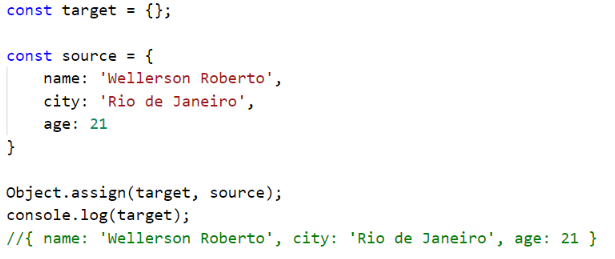 const target = {};
const source = {
name: 'Wellerson Roberto',
city: 'Rio de Janeiro',
age: 21
}
Object.assign(target, source);
console.log(target);
//{ name: 'Wellerson Roberto', city: 'Rio de Janeiro', age: 21 }